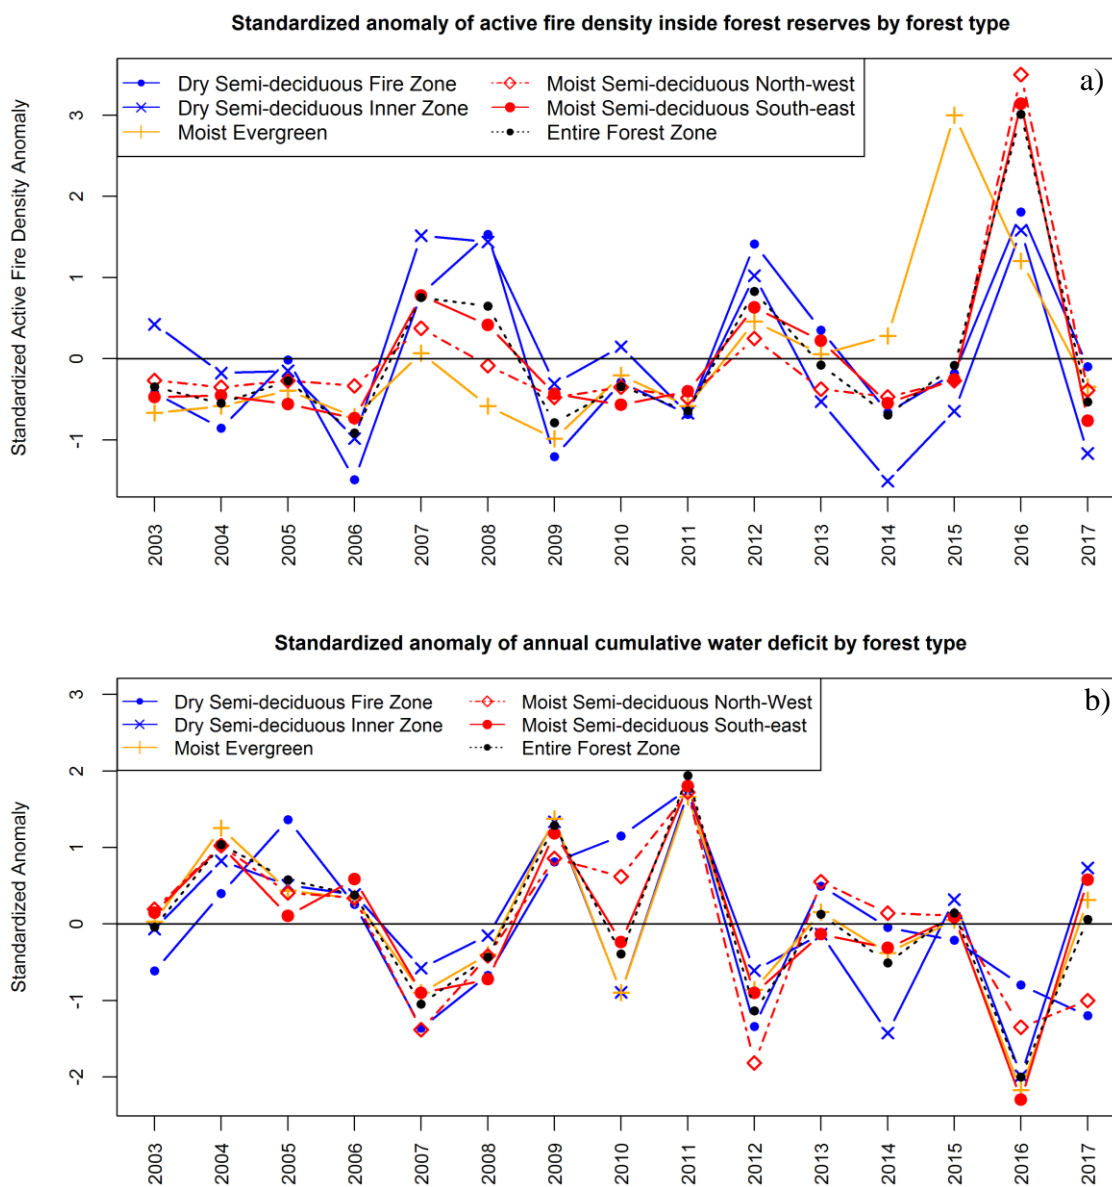 Standardized anomaly of active fire density inside forest reserves by forest type
a)
Dry Semi-deciduous Fire Zone
Dry Semi-deciduous Inner Zone
Moist Evergreen
Moist Semi-deciduous North-west
Moist Semi-deciduous South-east
Entire Forest Zone
Standardized Active Fire Density Anomaly
3
2
1
0
-1
2003 2004 2005 2006 2007 2008 2009 2010 2011 2012 2013 2014 2015 2016 2017
Standardized anomaly of annual cumulative water deficit by forest type
b)
Dry Semi-deciduous Fire Zone
Dry Semi-deciduous Inner Zone
Moist Evergreen
Moist Semi-deciduous North-West
Moist Semi-deciduous South-east
Entire Forest Zone
Standardized Anomaly
3
2
1
0
-1
-2
2003 2004 2005 2006 2007 2008 2009 2010 2011 2012 2013 2014 2015 2016 2017